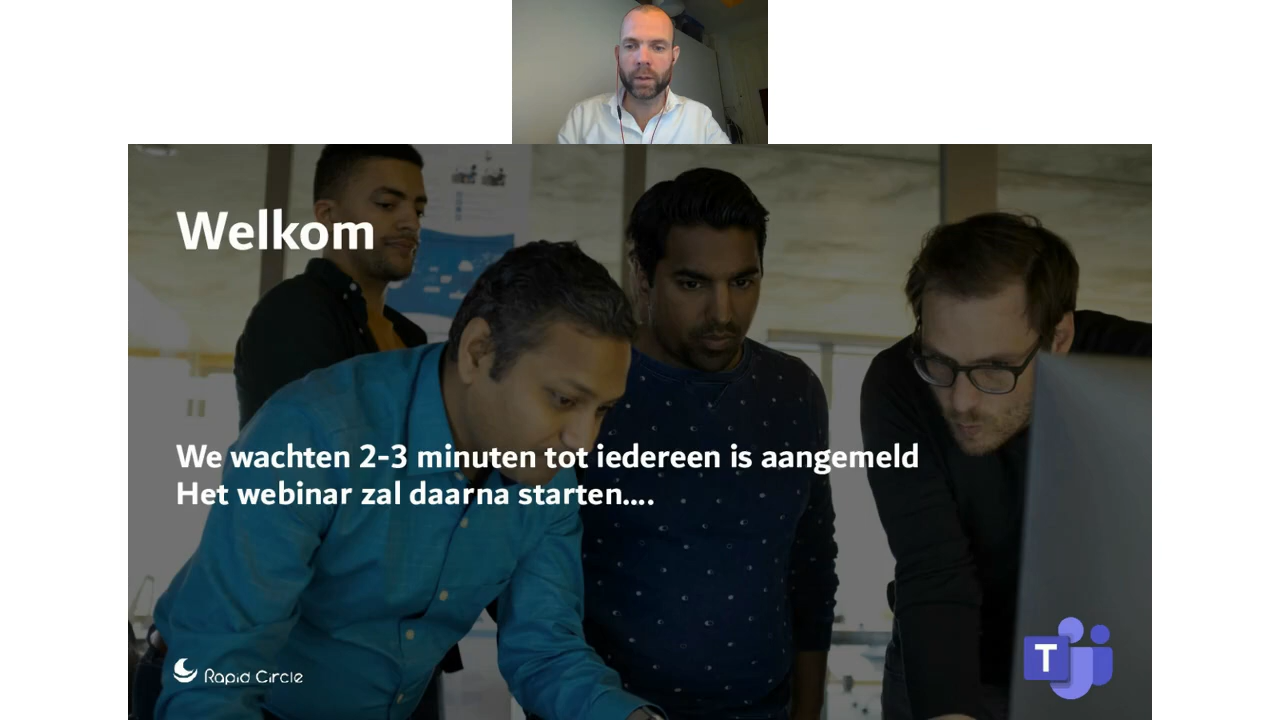 Welkom
We wachten 2-3 minuten tot iedereen is aangemeld
Het webinar zal daarna starten....
Rapid Circle
T